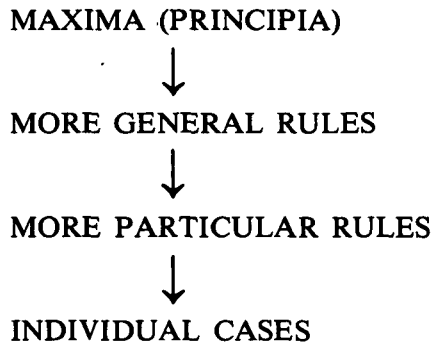 MAXIMA (PRINCIPIA)
MORE GENERAL RULES
MORE PARTICULAR RULES
INDIVIDUAL CASES